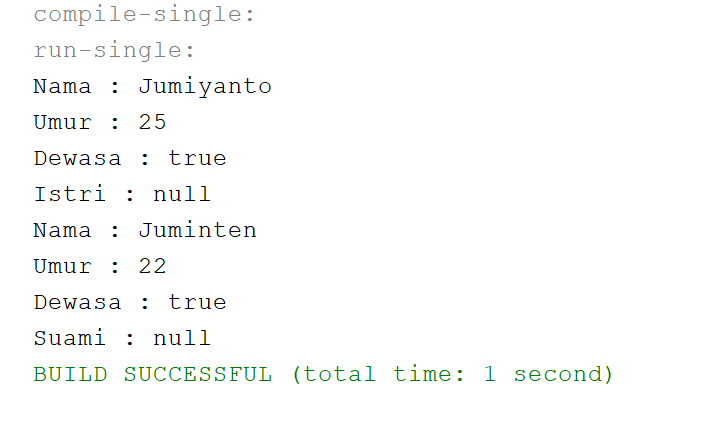 compile-single:
run-single:
Nama : Jumiyanto
Umur : 25
Dewasa : true
Istri : null
Nama : Juminten
Umur : 22
Dewasa : true
Suami : null
BUILD SUCCESSFUL (total time: 1 second)